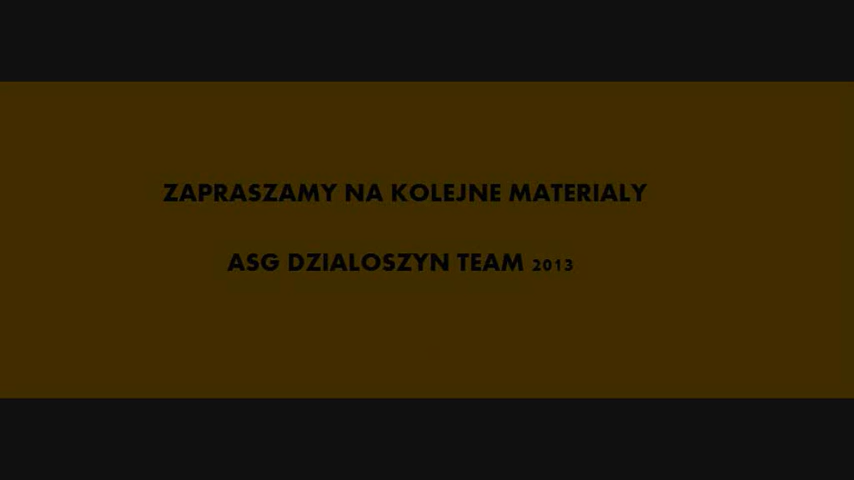 ZAPRASZAMY NA KOLEJNE MATERIALY
ASG DZIALOSZYN TEAM 2013